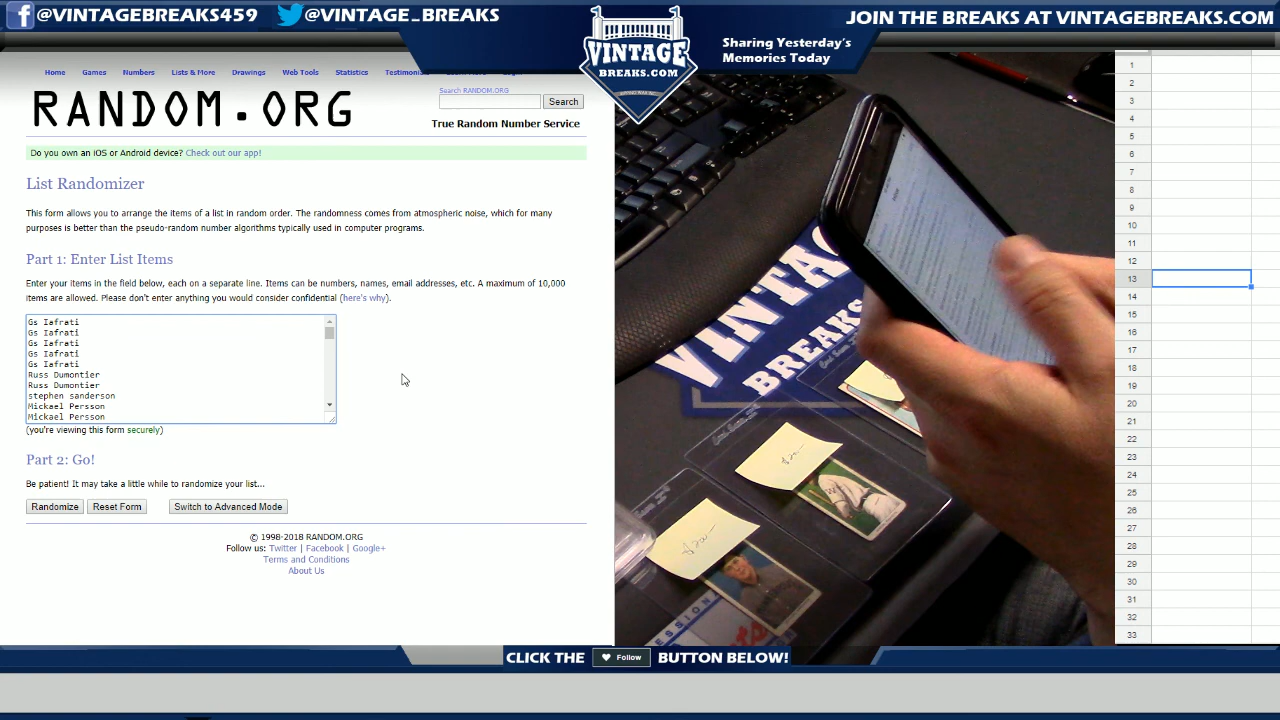 @VINTAGEBREAKS459
@VINTAGE_BREAKS
JOIN THE BREAKS AT VINTAGEBREAKS.COM
VINTAGE
BREAKS.COM
Sharing Yesterday's
Memories Today
Home Games Numbers Lists & More Drawings Web Tools Statistics
RANDOM.ORG
Search RANDOM.ORG
Search
True Random Number Service
Do you own an iOS or Android device? Check out our app!
List Randomizer
This form allows you to arrange the items of a list in random order. The randomness comes from atmospheric noise, which for many
purposes is better than the pseudo-random number algorithms typically used in computer programs.
Part 1: Enter List Items
Enter your items in the field below, each on a separate line. Items can be numbers, names, email addresses, etc. A maximum of 10,000
items are allowed. Please don't enter anything you would consider confidential (here's why).
Gs Iafrati
Gs Iafrati
Gs Iafrati
Gs Iafrati
Gs Iafrati
Russ Dumontier
Russ Dumontier
stephen sanderson
Mickael Persson
Mickael Persson
(you're viewing this form securely)
Part 2: Go!
Be patient! It may take a little while to randomize your list...
Randomize Reset Form Switch to Advanced Mode
© 1998-2018 RANDOM.ORG
Follow us: Twitter | Facebook | Google+
Terms and Conditions
About Us
BREAKS
1
2
3
4
5
6
7
8
9
10
11
12
13
14
15
16
17
18
19
20
21
22
23
24
25
26
27
28
29
30
31
32
33
CLICK THE Follow BUTTON BELOW!